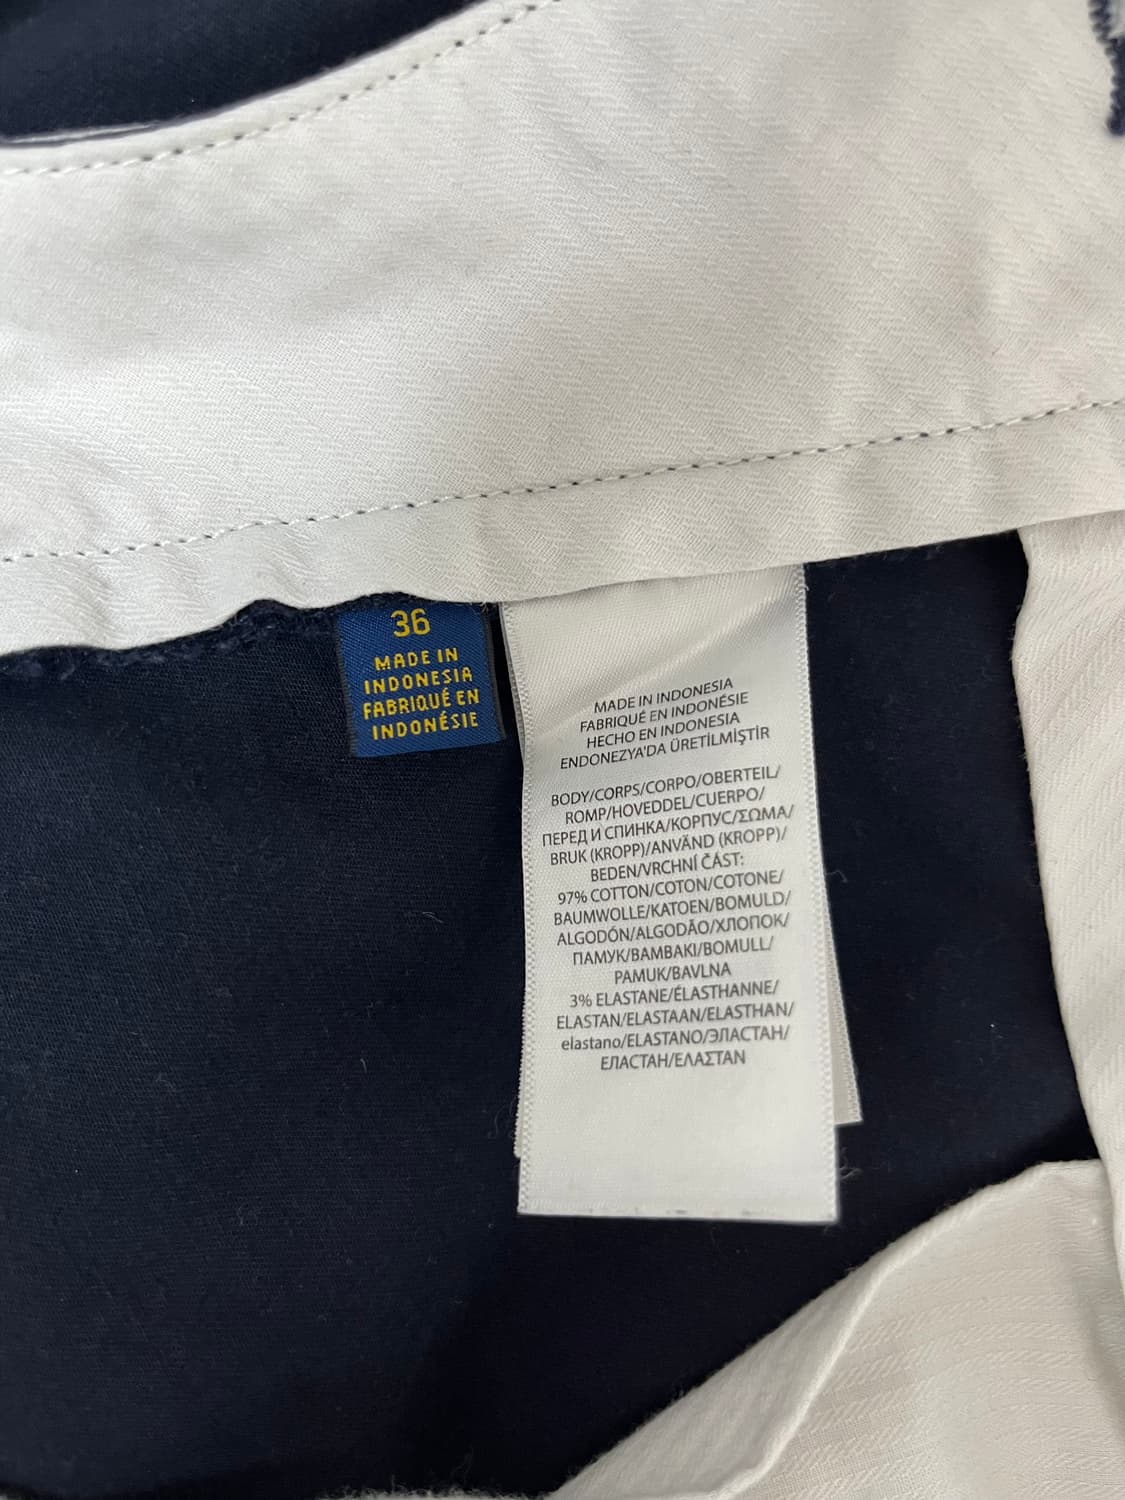 36
MADE IN
INDONESIA
FABRIQUÉ EN
INDONÉSIE
MADE IN INDONESIA
FABRIQUÉ EN INDONÉSIE
HECHO EN INDONESIA
ENDONEZYA'DA ÜRETİLMİŞTİR
BODY/CORPS/CORPO/OBERTEIL/
ROMP/HOVEDDEL/CUERPO/
ПЕРЕД И СПИНКА/КОРПУС/ΣΩΜΑ/
BRUK (KROPP)/ANVÄND (KROPP)/
BEDEN/VRCHNÍ ČÁST:
97% COTTON/COTON/COTONE/
BAUMWOLLE/KATOEN/BOMULD/
ALGODÓN/ALGODÃO/ХЛОПОК/
ПАМУК/BAMBAKI/BOMULL/
PAMUK/BAVLNA
3% ELASTANE/ÉLASTHANNE/
ELASTAN/ELASTAAN/ELASTHAN/
elastano/ELASTANO/ЭЛАСТАН/
ЕЛАСТАН/ΕΛΑΣΤΑΝ